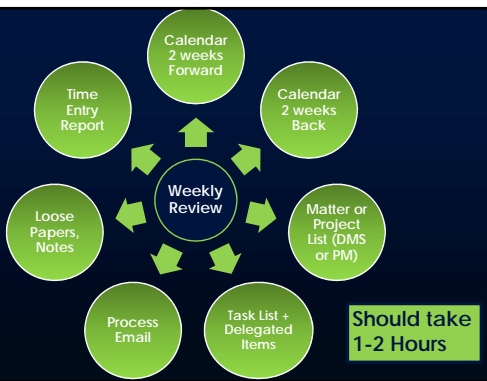 Calendar
2 weeks
Forward
Calendar
2 weeks
Back
Matter or
Project
List (DMS
or PM)
Task List +
Delegated
Items
Process
Email
Loose
Papers,
Notes
Time
Entry
Report
Weekly
Review
Should take
1-2 Hours